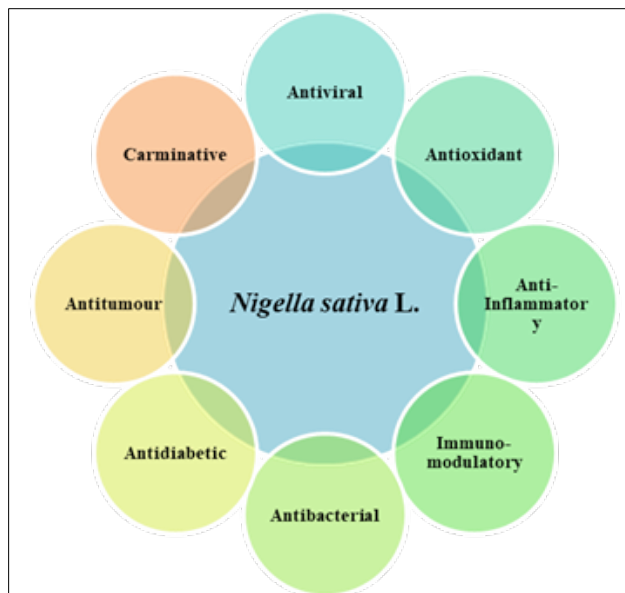 Antiviral
Carminative
Antioxidant
Antitumour
Nigella sativa L.
Anti-
Inflammator
y
Antidiabetic
Immuno-
modulatory
Antibacterial